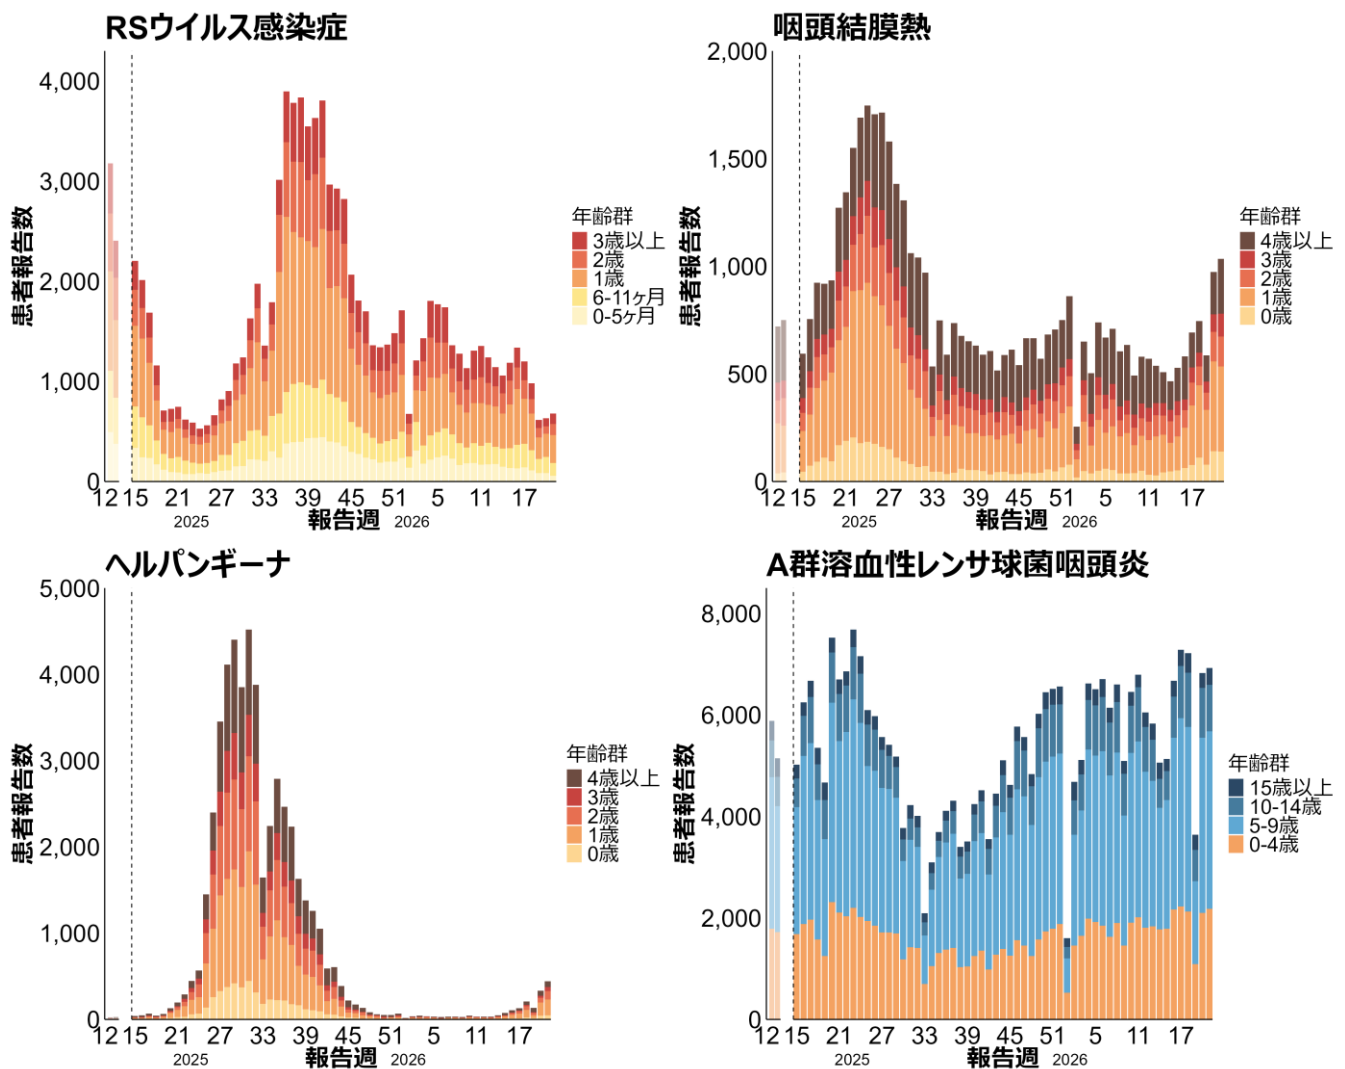 RSウイルス感染症
患者報告数
4,000
3,000
2,000
1,000
0
12 15 21 27 33 39 45 51 5 11 17
2025 報告週 2026
年齢群
3歳以上
2歳
1歳
6-11ヶ月
0-5ヶ月
咽頭結膜熱
患者報告数
2,000
1,500
1,000
500
0
12 15 21 27 33 39 45 51 5 11 17
2025 報告週 2026
年齢群
4歳以上
3歳
2歳
1歳
0歳
ヘルパンギーナ
患者報告数
5,000
4,000
3,000
2,000
1,000
0
12 15 21 27 33 39 45 51 5 11 17
2025 報告週 2026
年齢群
4歳以上
3歳
2歳
1歳
0歳
A群溶血性レンサ球菌咽頭炎
患者報告数
8,000
6,000
4,000
2,000
0
12 15 21 27 33 39 45 51 5 11 17
2025 報告週 2026
年齢群
15歳以上
10-14歳
5-9歳
0-4歳